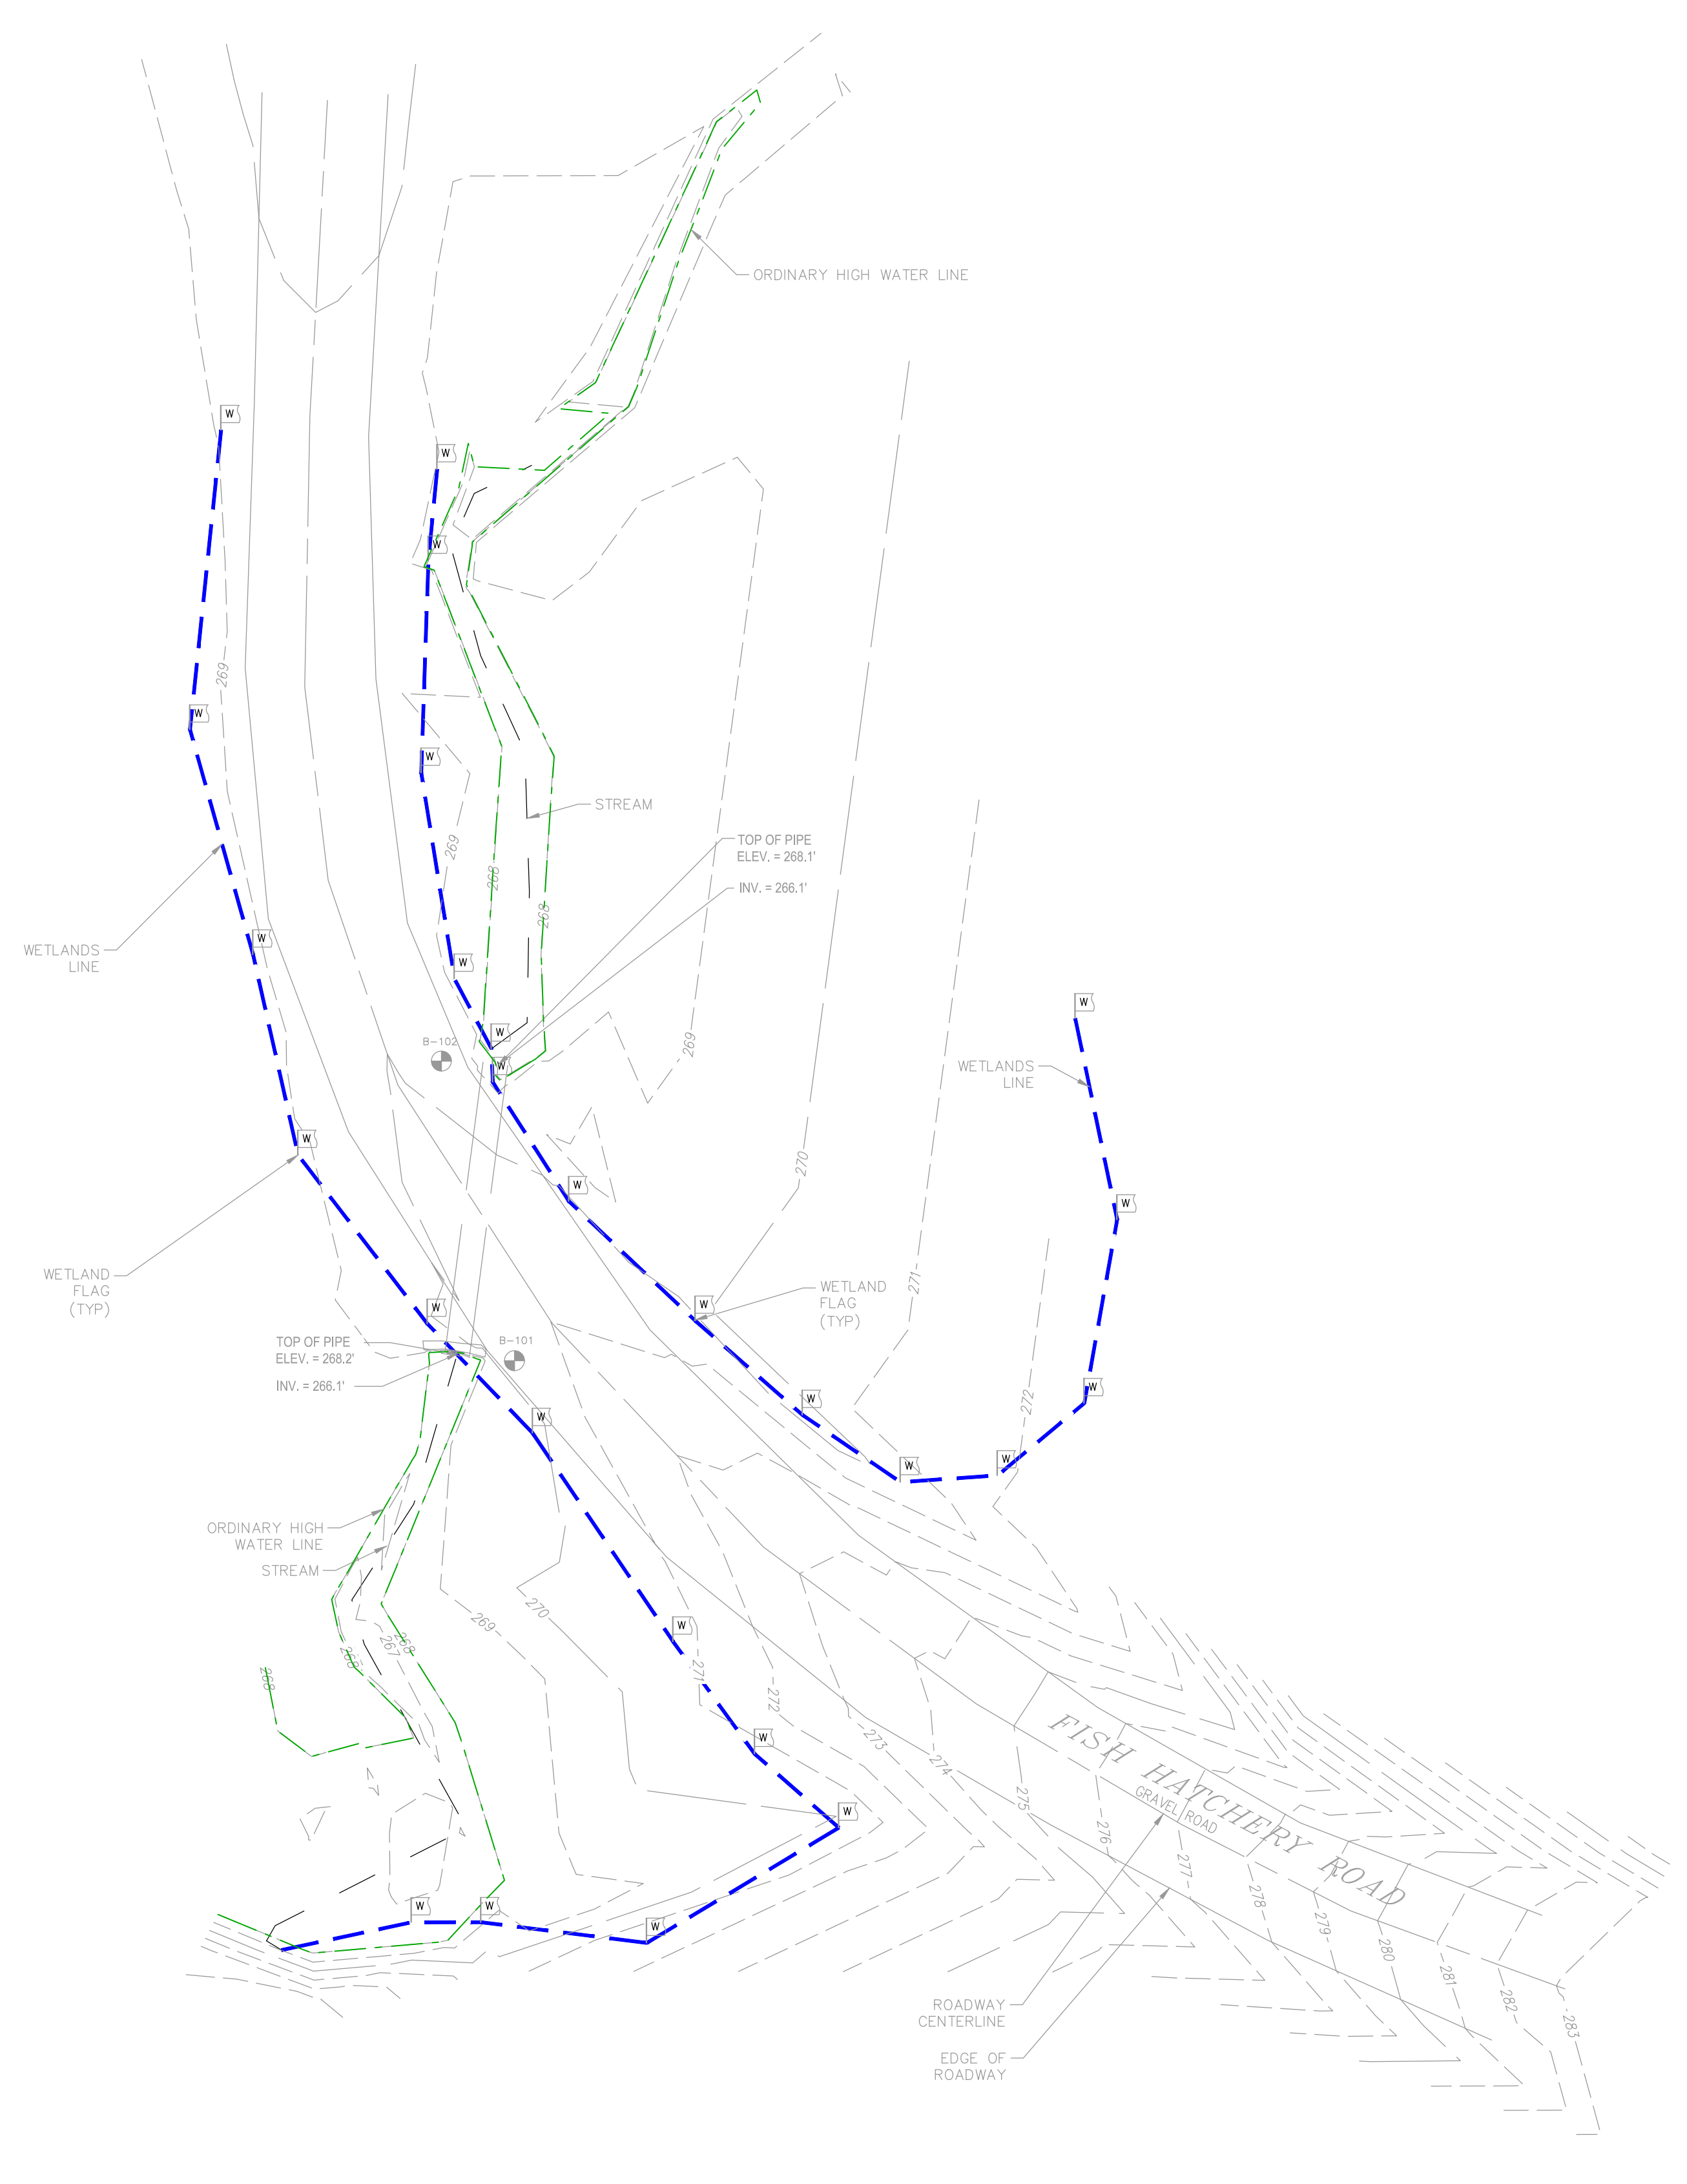 W
ORDINARY HIGH WATER LINE
W
W
269
W
W
STREAM
TOP OF PIPE
ELEV. = 268.1'
269
268
INV. = 266.1'
268
W
WETLANDS
LINE
W
W
B-102
269
W
WETLANDS
LINE
W
W
270
W
W
WETLAND
FLAG
(TYP)
271
WETLAND
FLAG
(TYP)
W
W
TOP OF PIPE
ELEV. = 268.2'
B-101
INV. = 266.1'
W
272
W
W
W
W
ORDINARY HIGH
WATER LINE
STREAM
270
269
W
267
268
268
268
271
272
W
273
274
275
FISH HATCHERY ROAD
GRAVEL ROAD
W
276
277
278
279
280
281
282
283
W
W
W
ROADWAY
CENTERLINE
EDGE OF
ROADWAY